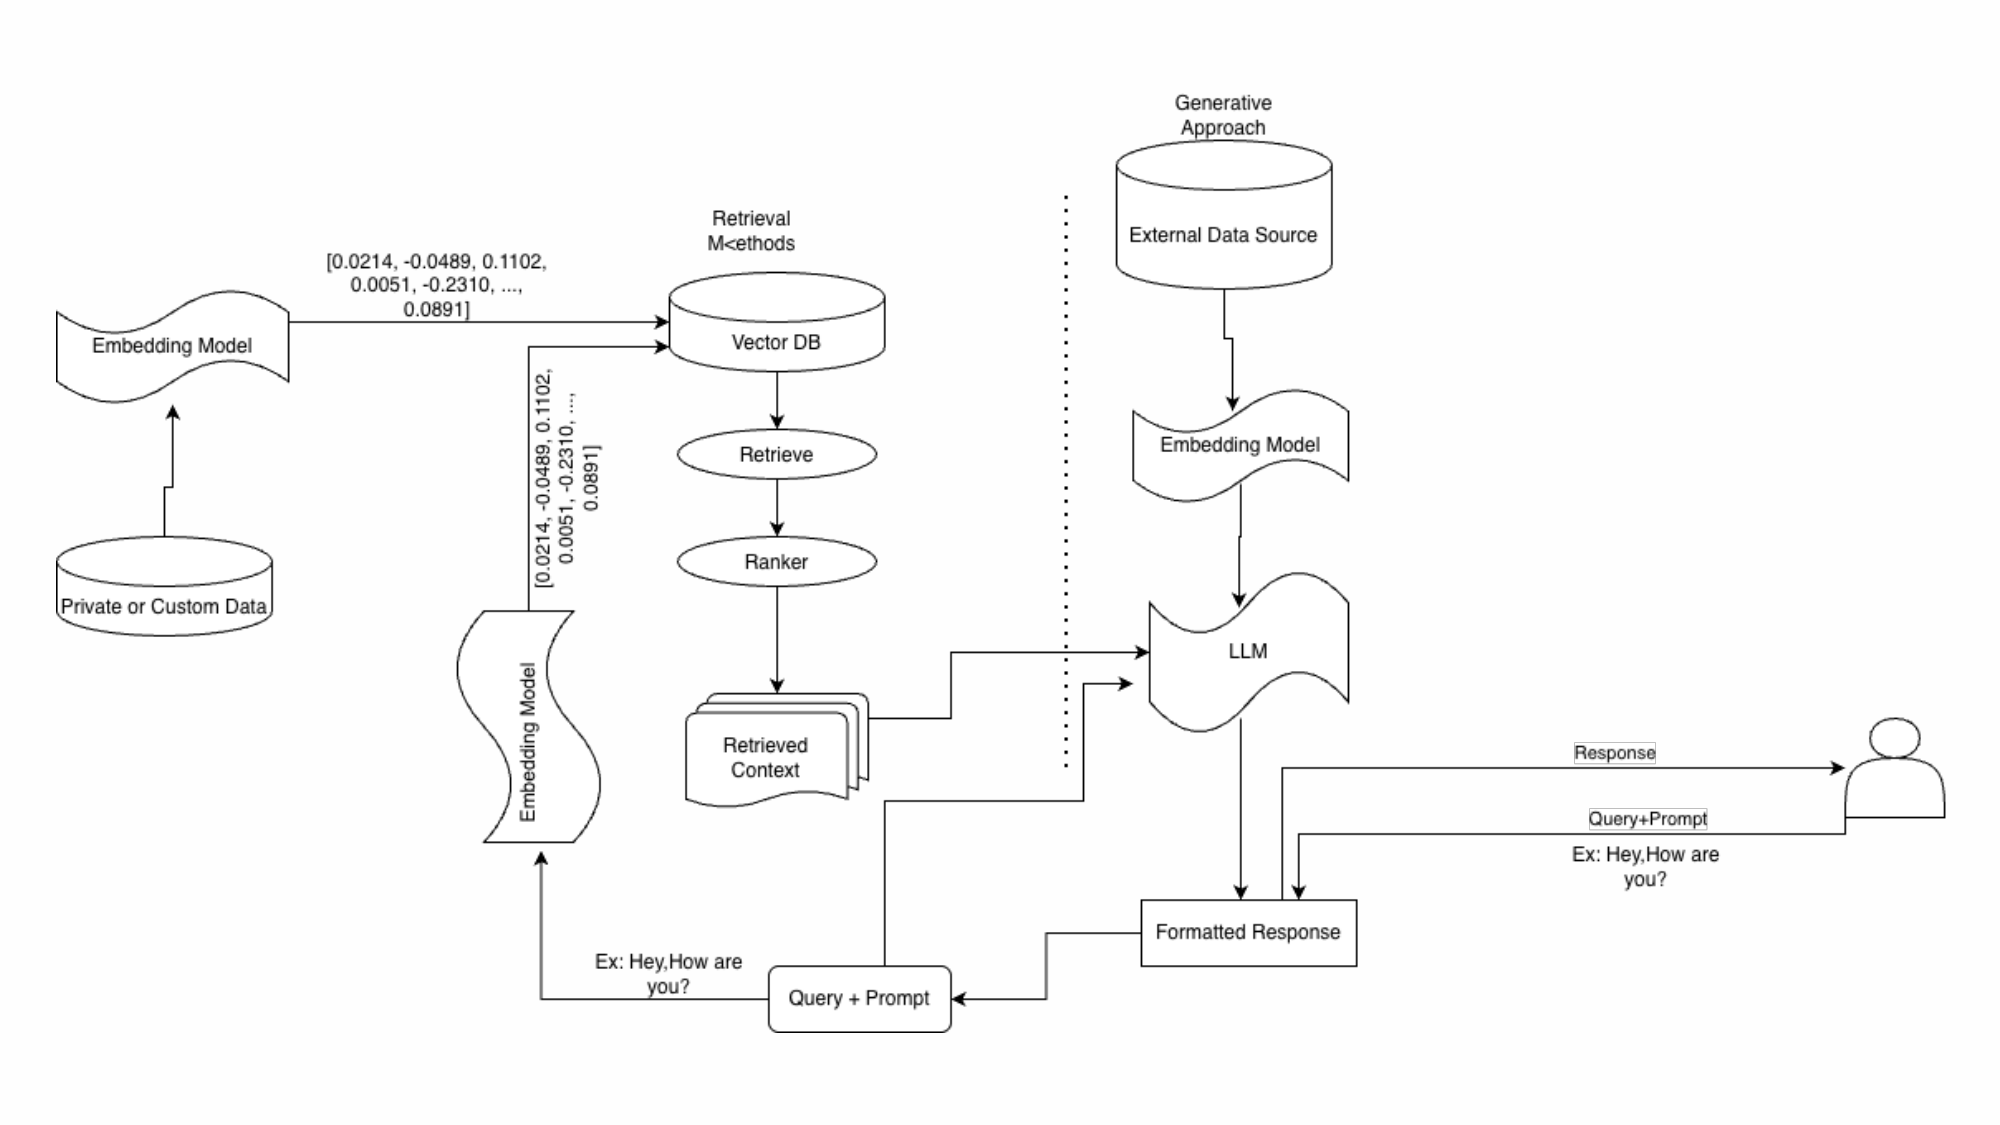 Generative
Approach
External Data Source
Retrieval
M<ethods
[0.0214, -0.0489, 0.1102,
0.0051, -0.2310, ...,
0.0891]
Embedding Model
Vector DB
[0.0214, -0.0489, 0.1102,
0.0051, -0.2310, ...,
0.0891]
Retrieve
Embedding Model
Ranker
Private or Custom Data
LLM
Embedding Model
Retrieved
Context
Response
Query+Prompt
Ex: Hey,How are
you?
Formatted Response
Ex: Hey,How are
you?
Query + Prompt